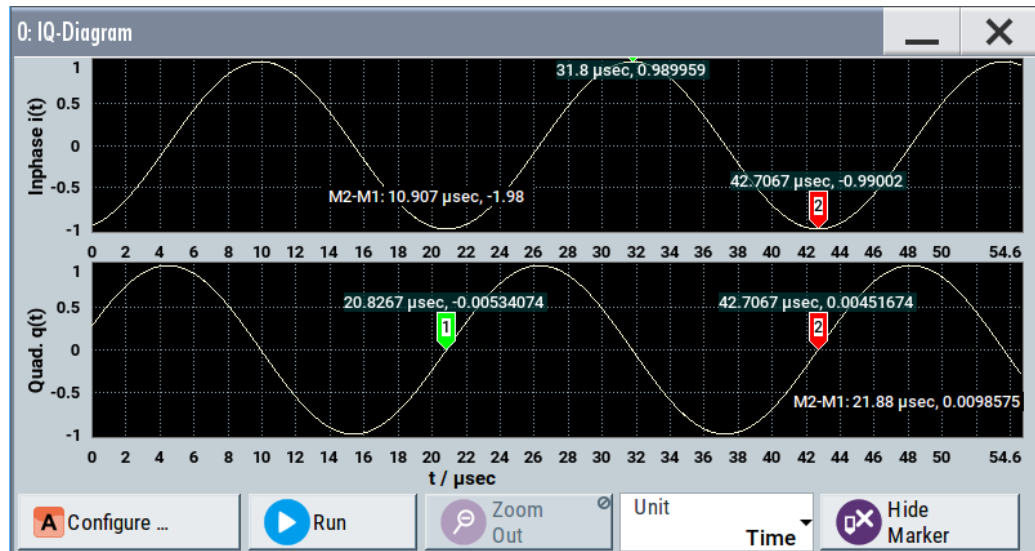 0: IQ-Diagram
Inphase i(t)
1
0.5
0
-0.5
-1
31.8 µsec, 0.989959
42.7067 µsec, -0.99002
2
M2-M1: 10.907 µsec, -1.98
0 2 4 6 8 10 12 14 16 18 20 22 24 26 28 30 32 34 36 38 40 42 44 46 48 50 54.6
Quad. q(t)
1
0.5
0
-0.5
-1
20.8267 µsec, -0.00534074
1
42.7067 µsec, 0.00451674
2
M2-M1: 21.88 µsec, 0.0098575
0 2 4 6 8 10 12 14 16 18 20 22 24 26 28 30 32 34 36 38 40 42 44 46 48 50 54.6
t / µsec
A Configure ...
Run
Zoom
Out
Unit
Time
Hide
Marker